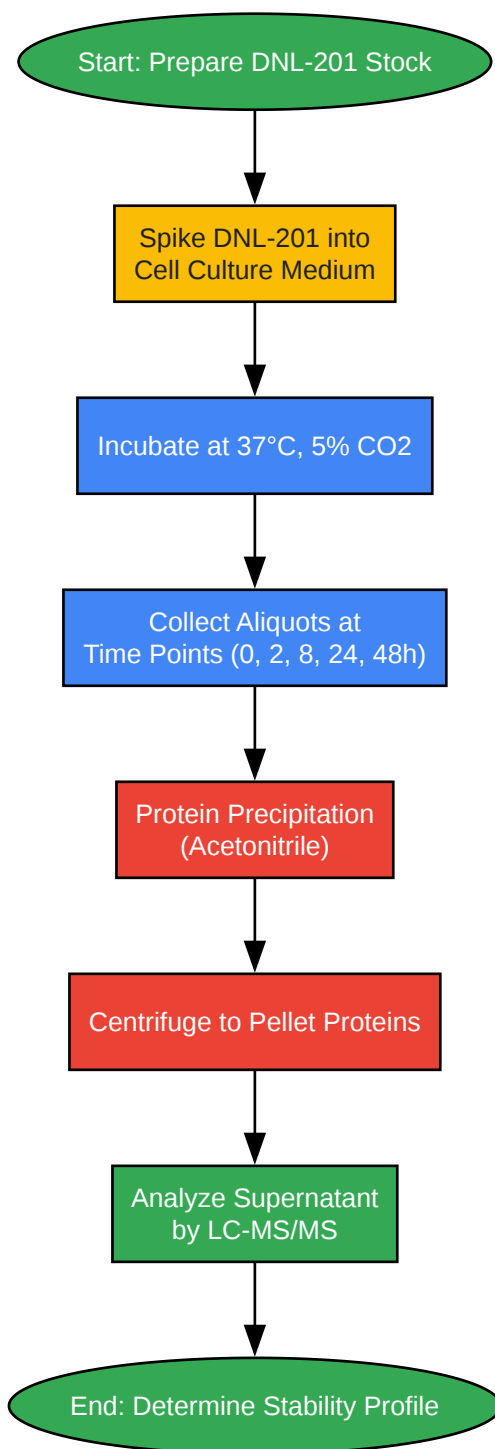 Start: Prepare DNL-201 Stock
Spike DNL-201 into
Cell Culture Medium
Incubate at 37°C, 5% CO2
Collect Aliquots at
Time Points (0, 2, 8, 24, 48h)
Protein Precipitation
(Acetonitrile)
Centrifuge to Pellet Proteins
Analyze Supernatant
by LC-MS/MS
End: Determine Stability Profile